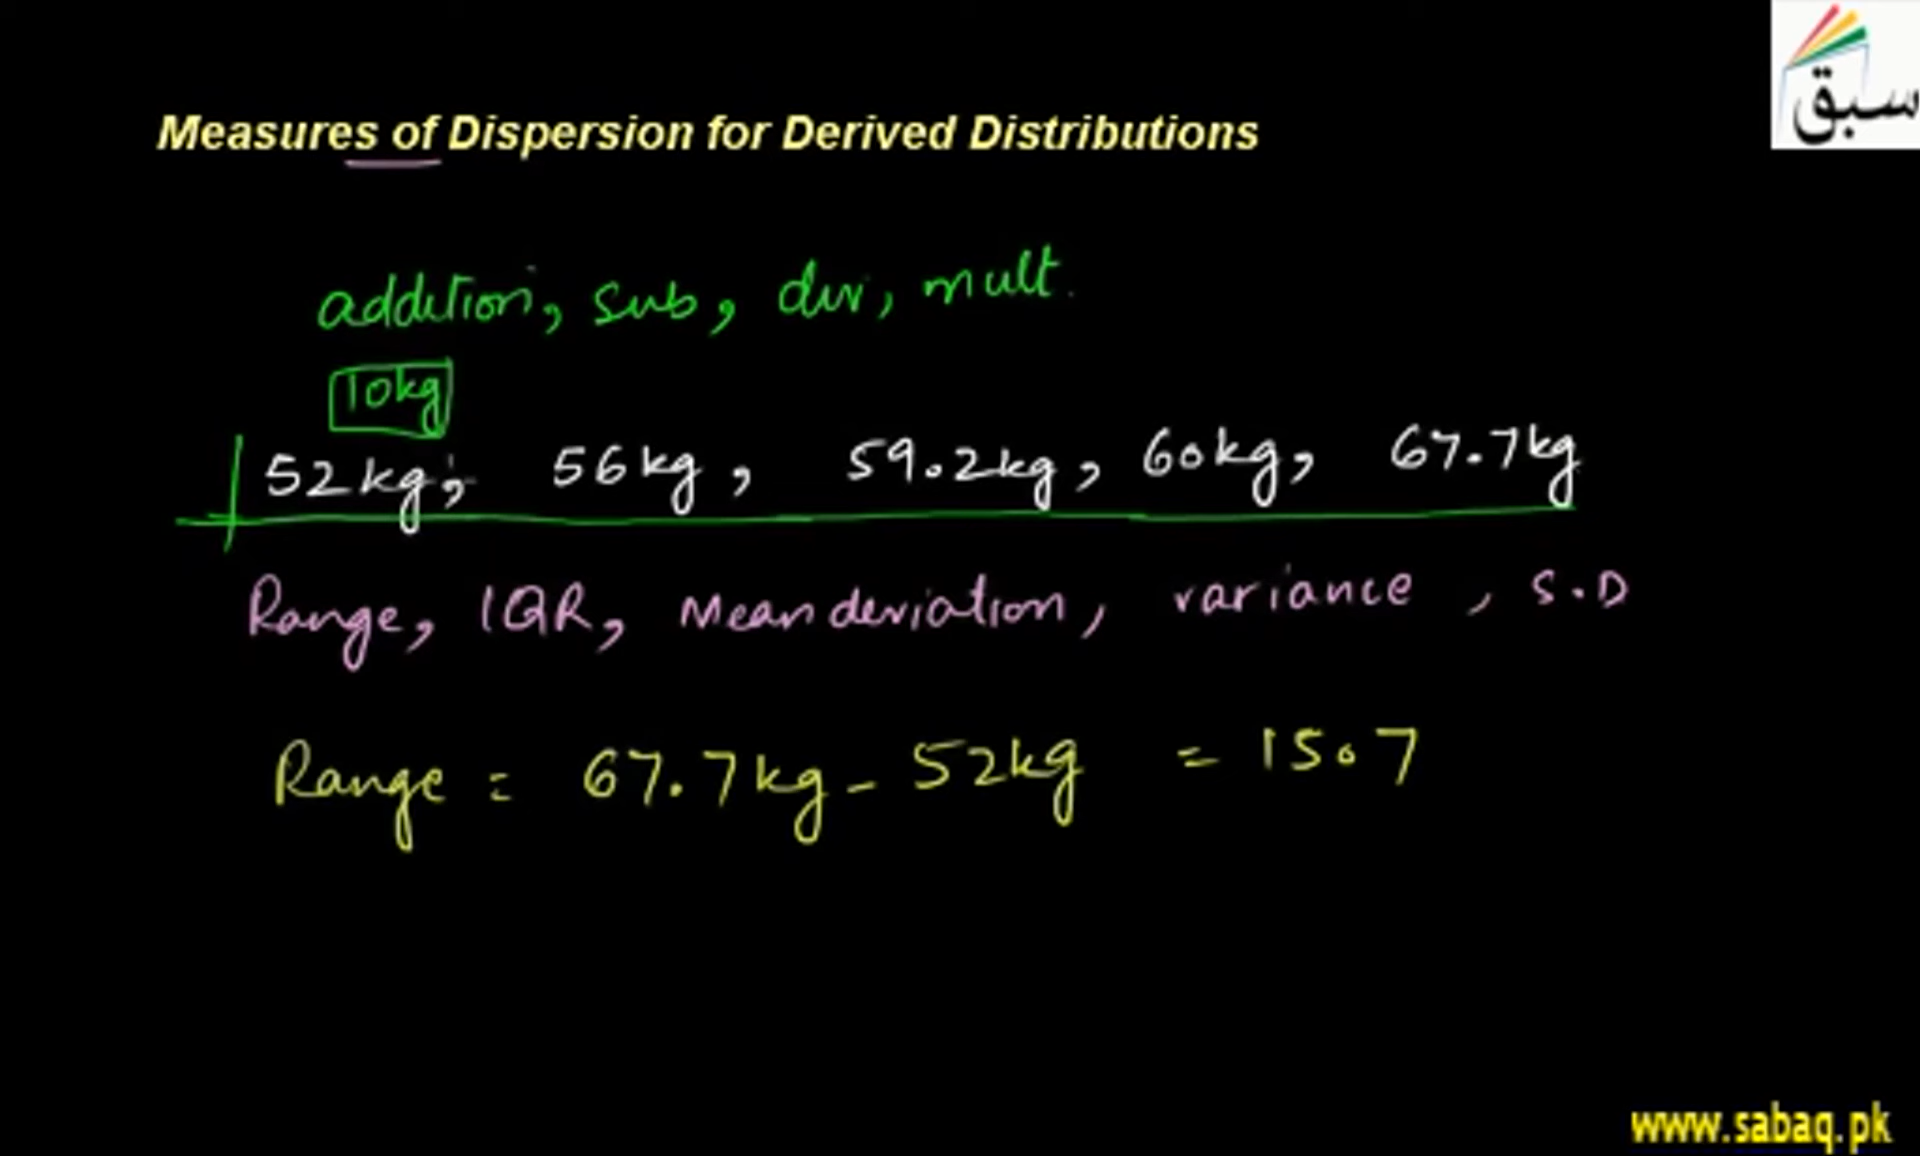 سبق
Measures of Dispersion for Derived Distributions
addition, sub, div, mult.
10kg
52kg, 56kg, 59.2kg, 60kg, 67.7kg
Range, IQR, Mean deviation, variance, S.D
Range = 67.7kg - 52kg = 15.7
www.sabaq.pk